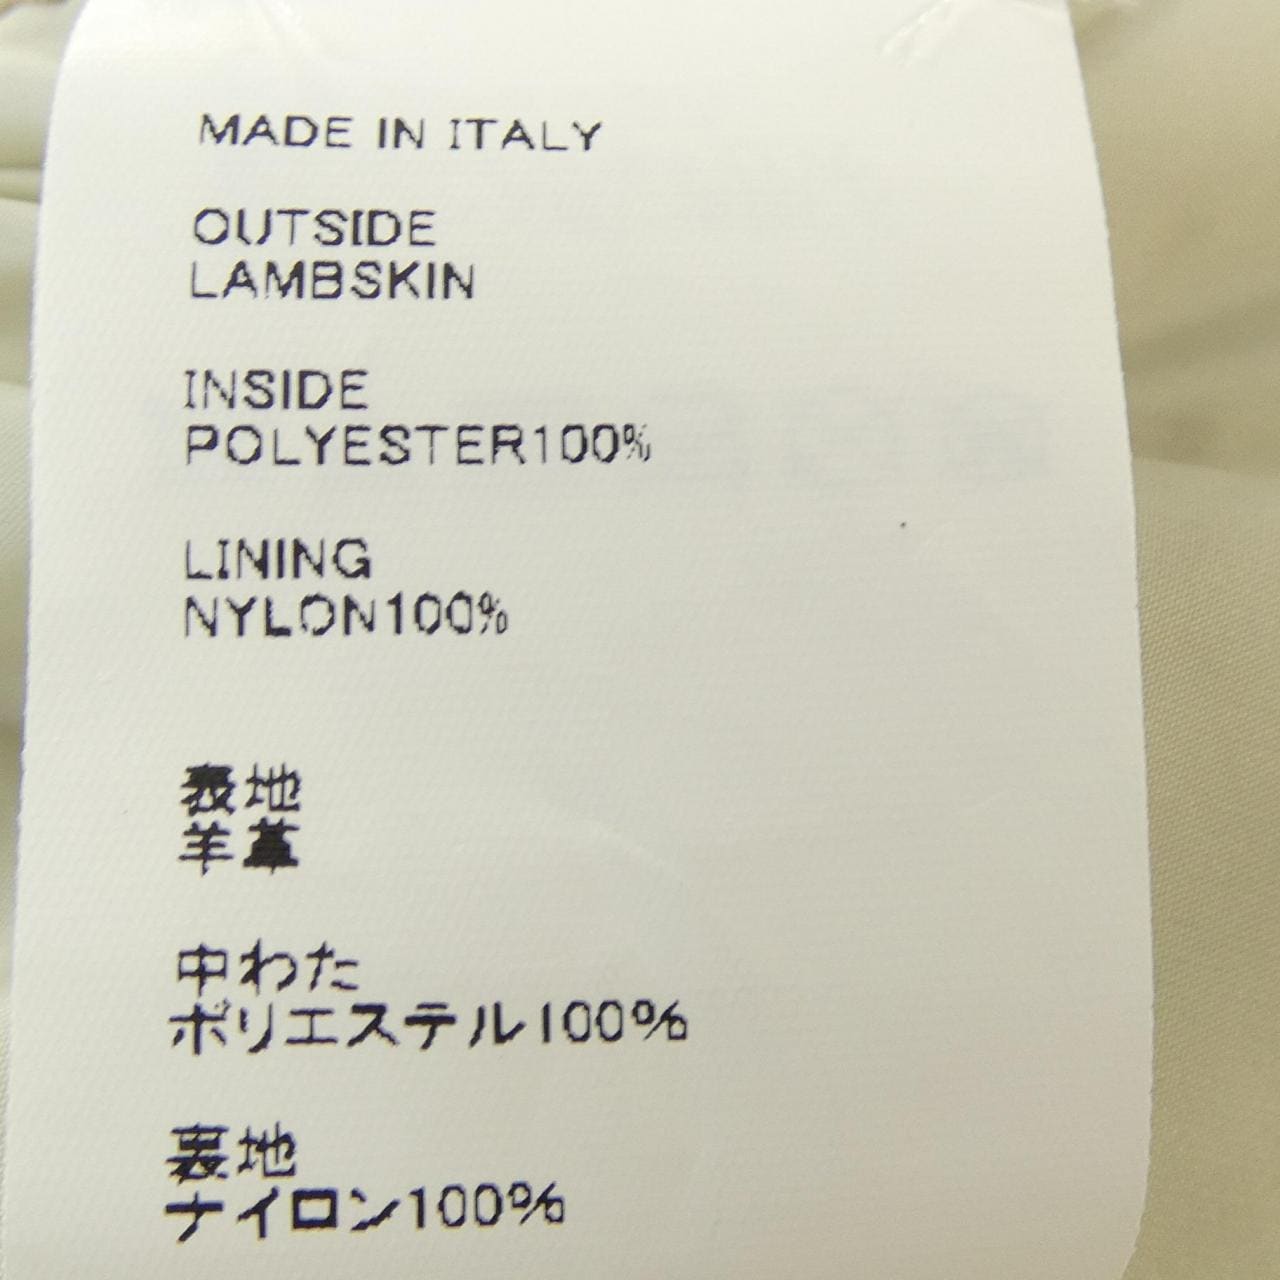 MADE IN ITALY
OUTSIDE
LAMBSKIN
INSIDE
POLYESTER100%
LINING
NYLON100%
表地
羊革
中わた
ポリエステル100%
裏地
ナイロン100%